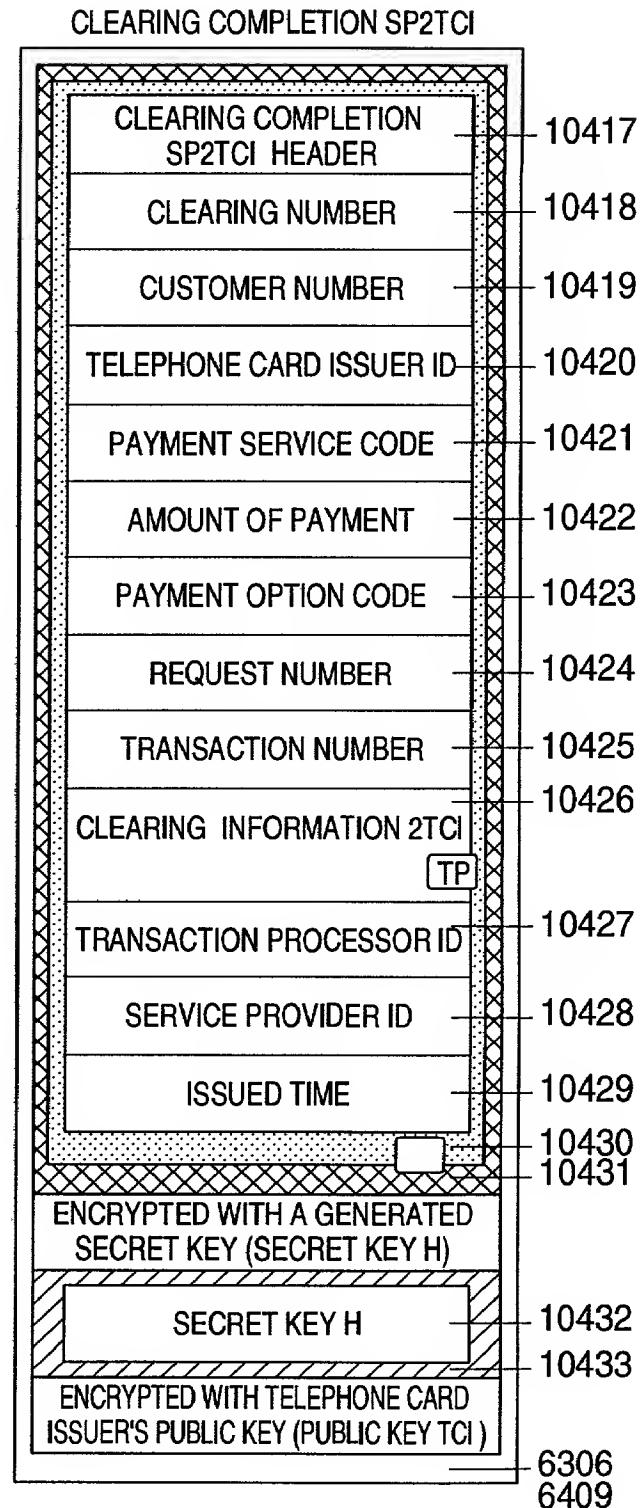 CLEARING COMPLETION SP2TCI
CLEARING COMPLETION
SP2TCI HEADER
10417
CLEARING NUMBER
10418
CUSTOMER NUMBER
10419
TELEPHONE CARD ISSUER ID
10420
PAYMENT SERVICE CODE
10421
AMOUNT OF PAYMENT
10422
PAYMENT OPTION CODE
10423
REQUEST NUMBER
10424
TRANSACTION NUMBER
10425
10426
CLEARING INFORMATION 2TCI
TP
TRANSACTION PROCESSOR ID
10427
SERVICE PROVIDER ID
10428
ISSUED TIME
10429
10430
10431
ENCRYPTED WITH A GENERATED
SECRET KEY (SECRET KEY H)
SECRET KEY H
10432
10433
ENCRYPTED WITH TELEPHONE CARD
ISSUER'S PUBLIC KEY (PUBLIC KEY TCI )
6306
6409